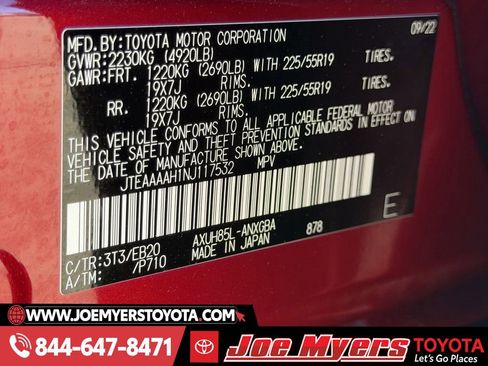 MFD.BY:TOYOTA MOTOR CORPORATION 09/22
GVWR:2230KG (4920LB)
GAWR:FRT. 1220KG (2690LB) WITH 225/55R19 TIRES.
19X7J RIMS.
RR. 1220KG (2690LB) WITH 225/55R19 TIRES.
19X7J RIMS.
THIS VEHICLE CONFORMS TO ALL APPLICABLE FEDERAL MOTOR
VEHICLE SAFETY AND THEFT PREVENTION STANDARDS IN EFFECT ON
THE DATE OF MANUFACTURE SHOWN ABOVE.
JTEAAAAH1NJ117532 MPV
C/TR:3T3/EB20 AXUH85L-ANXGBA 878 E
A/TM: /P710 MADE IN JAPAN
WWW.JOEMYERSTOYOTA.COM
844-647-8471
Joe Myers TOYOTA
Let's Go Places